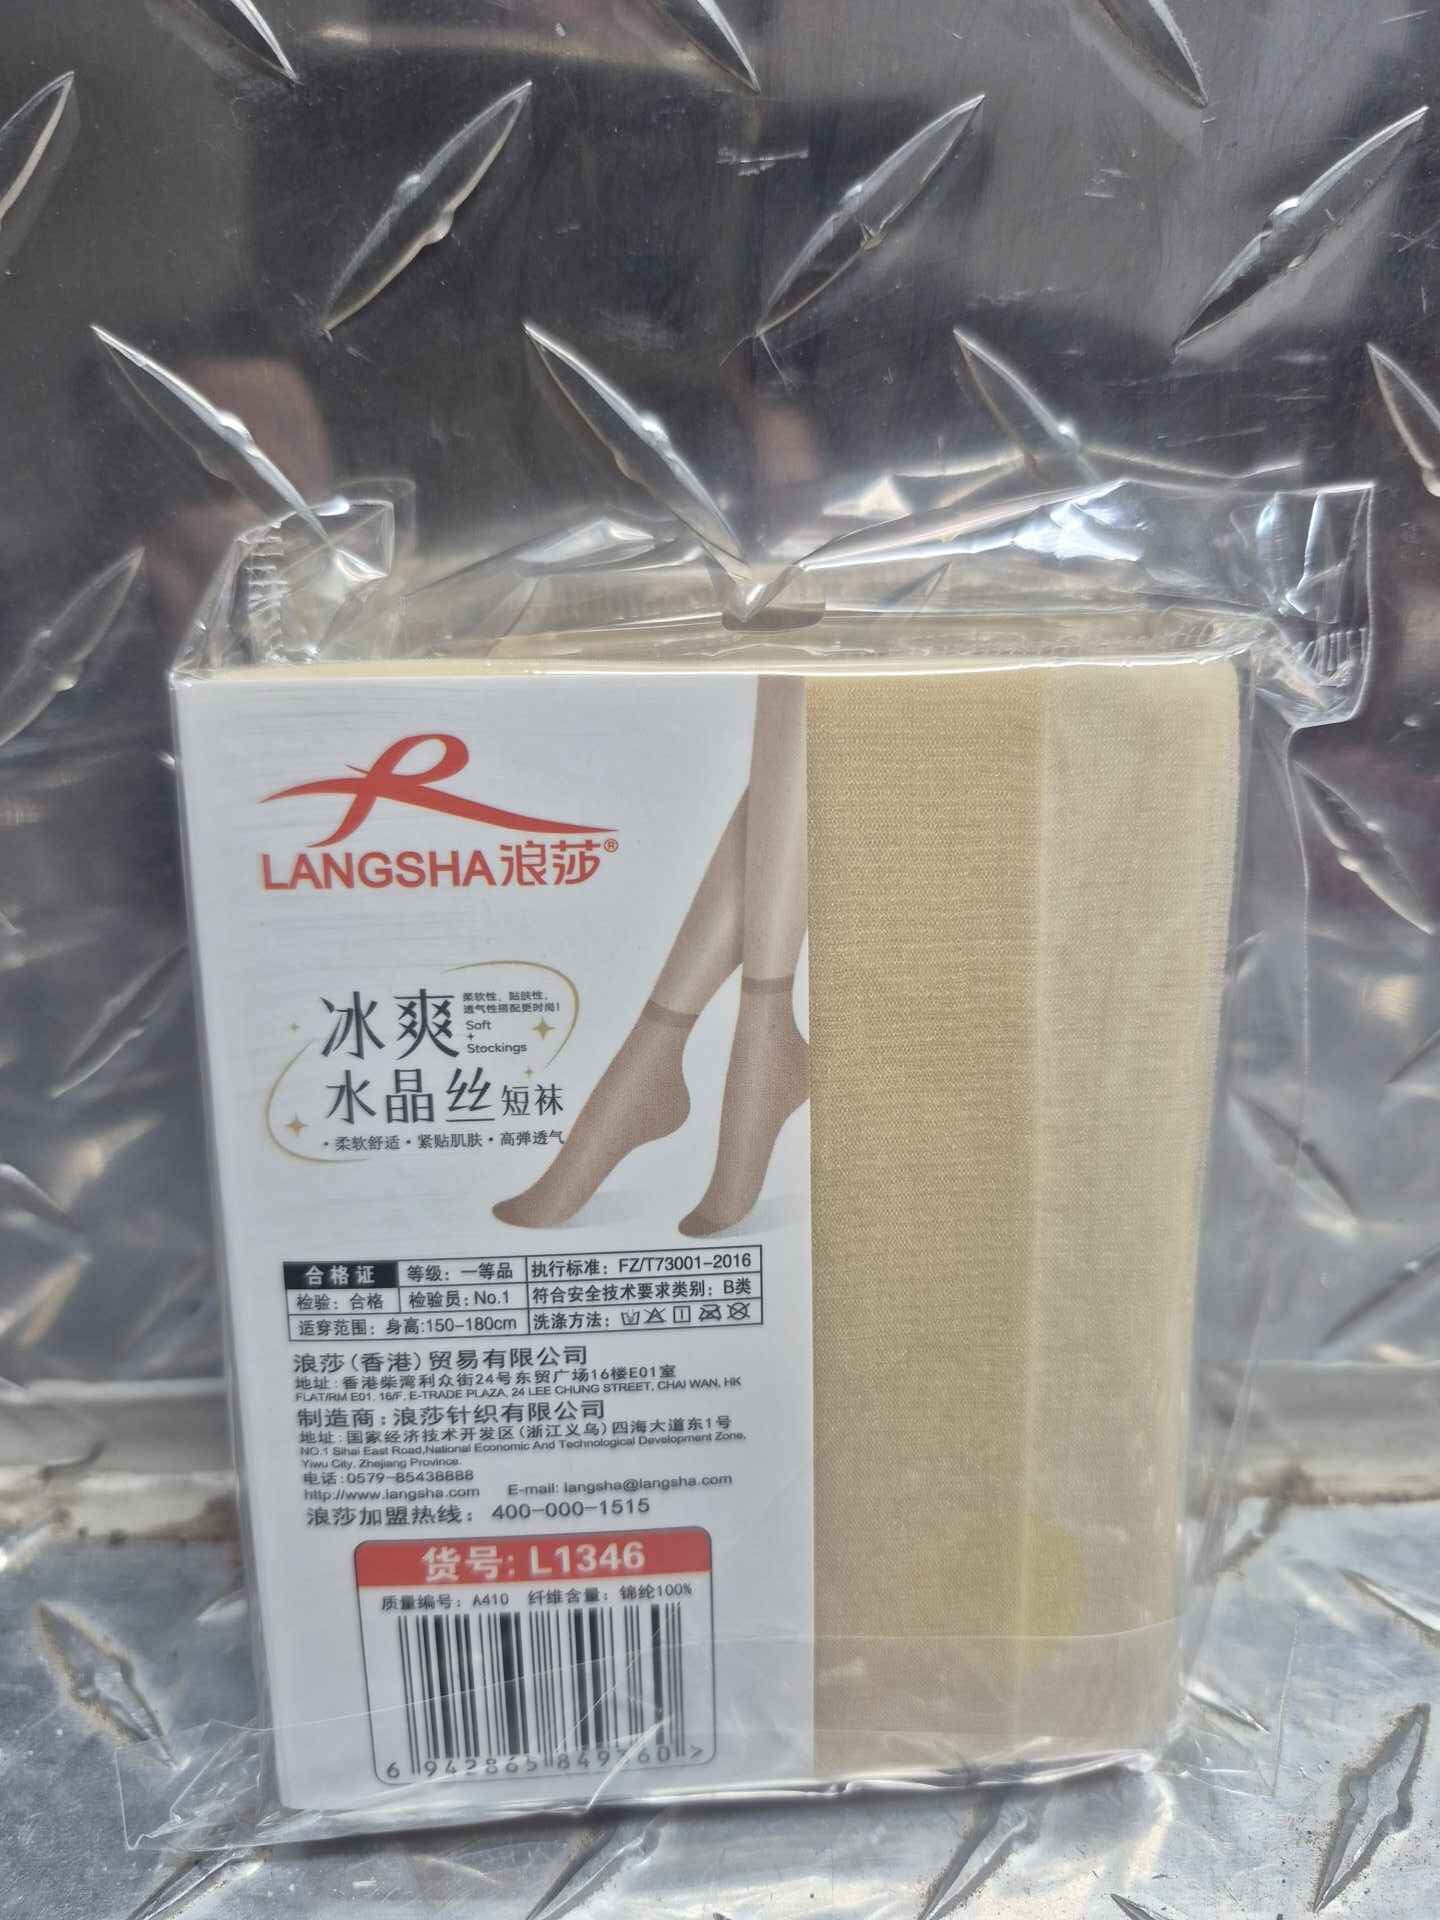 LANGSHA浪莎®
冰爽
柔软性，贴肤性，
透气性搭配更时尚！
Soft
+
Stockings
水晶丝短袜
·柔软舒适·紧贴肌肤·高弹透气
合格证 等级：一等品 执行标准：FZ/T73001-2016
检验：合格 检验员：No.1 符合安全技术要求类别：B类
适穿范围：身高:150-180cm 洗涤方法：
浪莎(香港)贸易有限公司
地址：香港柴湾利众街24号东贸广场16楼E01室
FLAT/RM E01, 16/F, E-TRADE PLAZA, 24 LEE CHUNG STREET, CHAI WAN, HK
制造商：浪莎针织有限公司
地址：国家经济技术开发区(浙江义乌)四海大道东1号
NO.1 Sihai East Road,National Economic And Technological Development Zone,
Yiwu City, Zhejiang Province.
电话:0579-85438888
http://www.langsha.com E-mail: langsha@langsha.com
浪莎加盟热线：400-000-1515
货号：L1346
质量编号：A410 纤维含量：锦纶100%
6 942865 849560 >